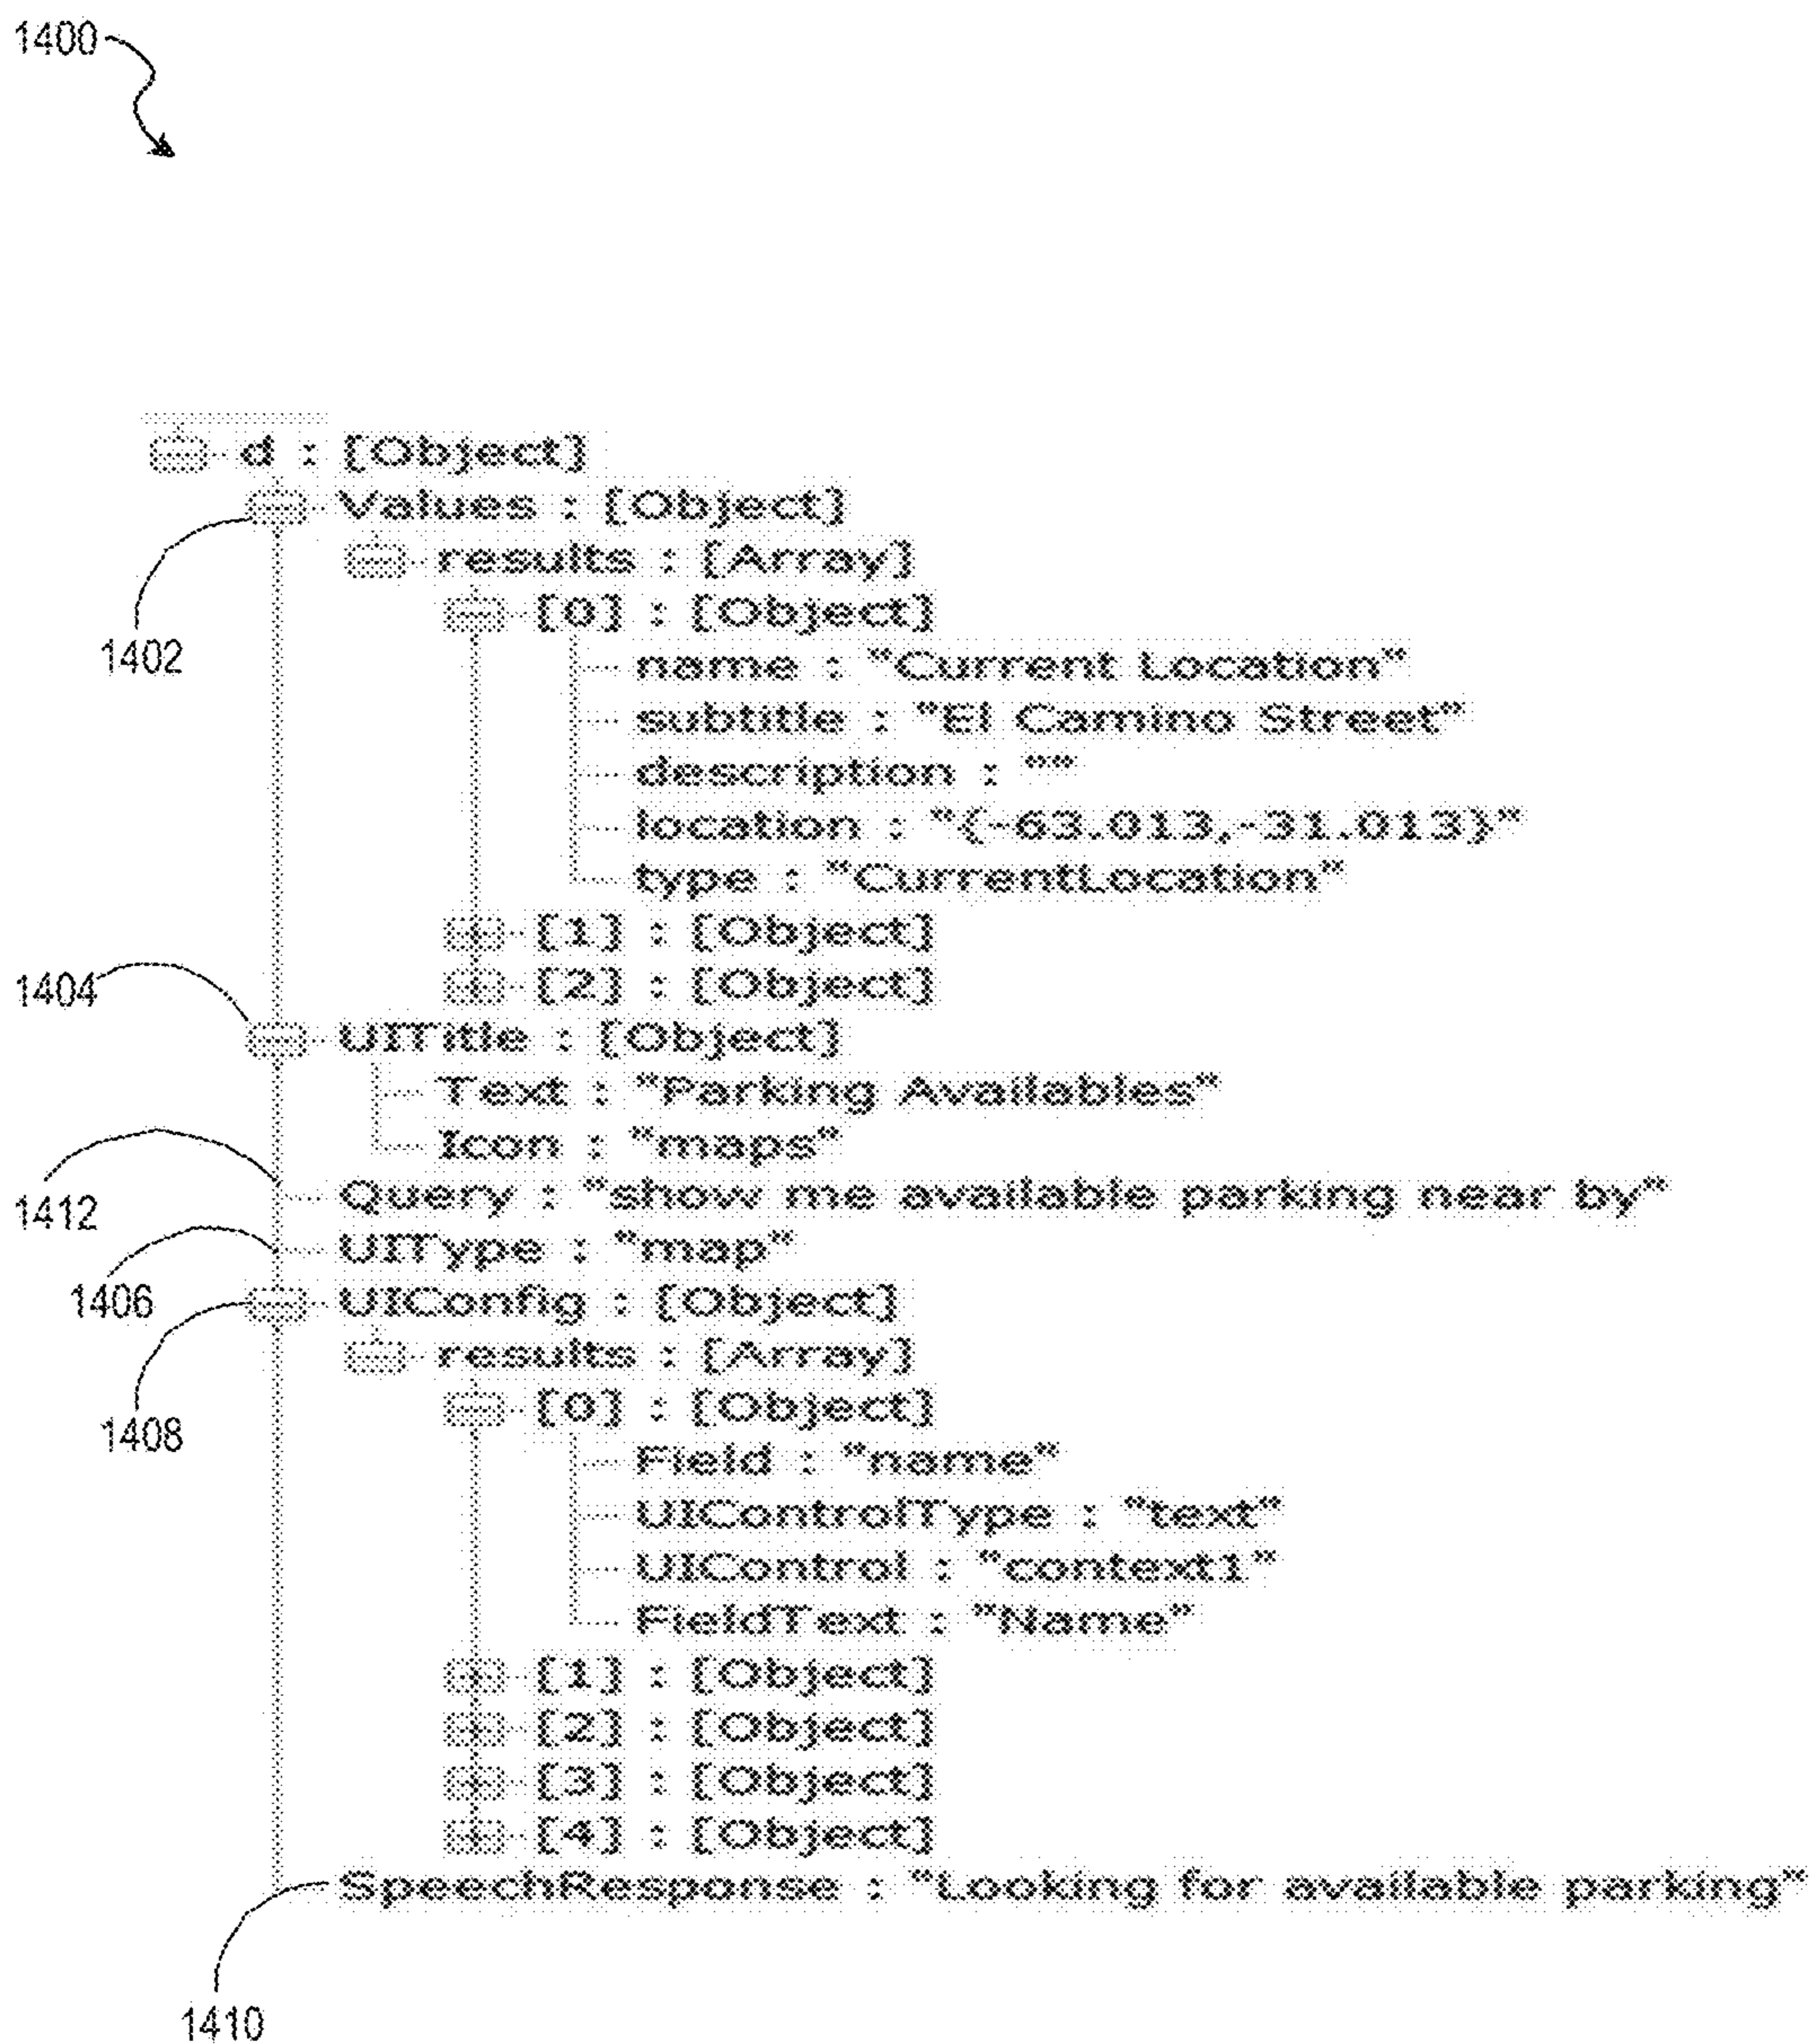 1400
d : [Object]
Values : [Object]
results : [Array]
1402
[0] : [Object]
name : "Current Location"
subtitle : "El Camino Street"
description : ""
location : "{-63.013,-31.013}"
type : "CurrentLocation"
[1] : [Object]
1404
[2] : [Object]
UITitle : [Object]
Text : "Parking Availables"
Icon : "maps"
1412
Query : "show me available parking near by"
UIType : "map"
1406
UIConfig : [Object]
results : [Array]
1408
[0] : [Object]
Field : "name"
UIControlType : "text"
UIControl : "context1"
FieldText : "Name"
[1] : [Object]
[2] : [Object]
[3] : [Object]
[4] : [Object]
SpeechResponse : "Looking for available parking"
1410